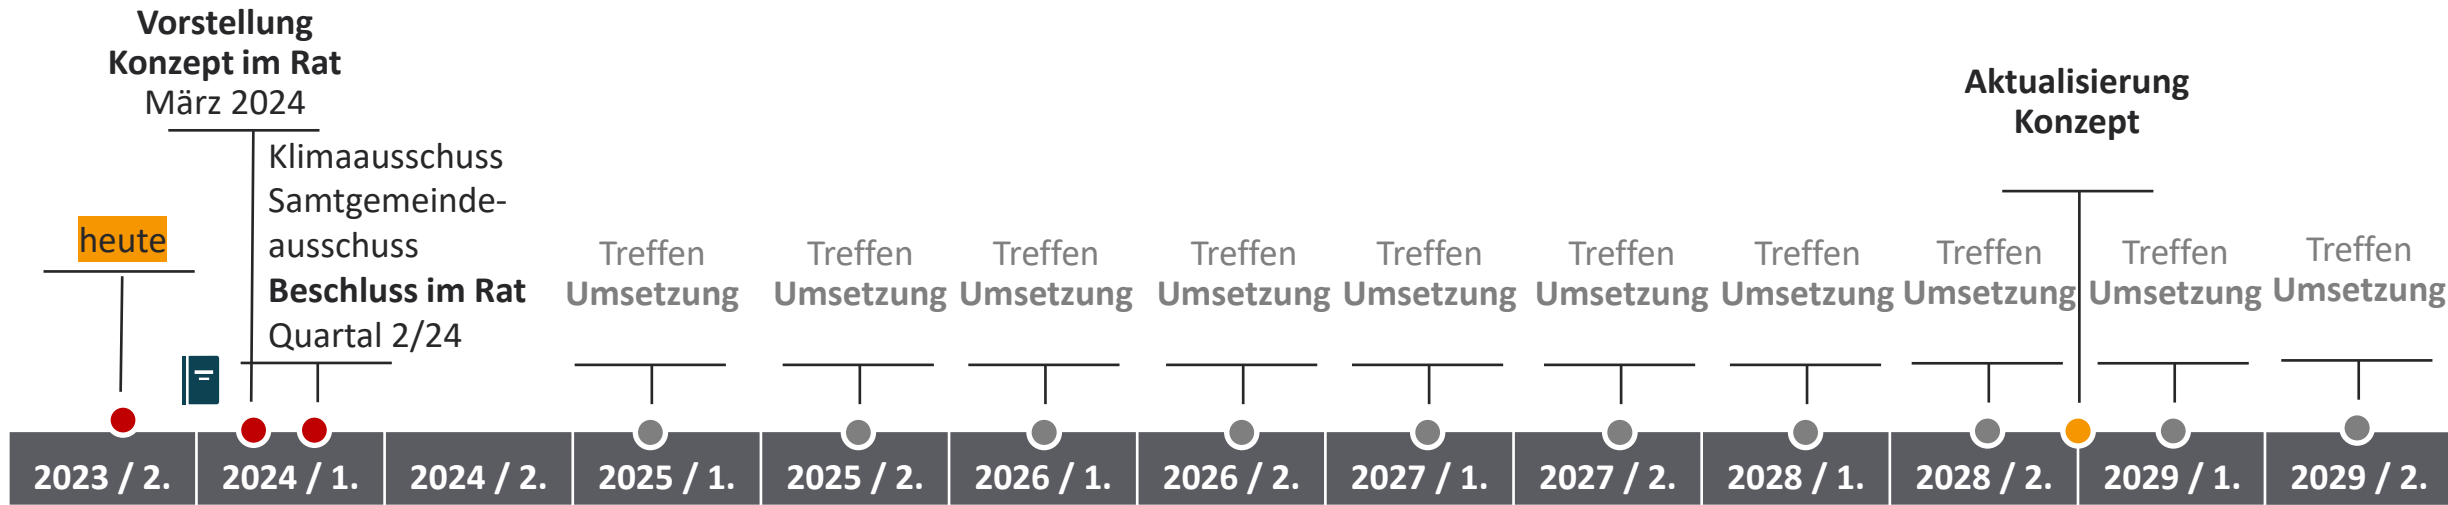 Vorstellung
Konzept im Rat
März 2024
Klimaausschuss
Samtgemeinde-
ausschuss
Beschluss im Rat
Quartal 2/24
heute
Aktualisierung
Konzept
Treffen
Umsetzung
Treffen
Umsetzung
Treffen
Umsetzung
Treffen
Umsetzung
Treffen
Umsetzung
Treffen
Umsetzung
Treffen
Umsetzung
Treffen
Umsetzung
Treffen
Umsetzung
Treffen
Umsetzung
2023 / 2.
2024 / 1.
2024 / 2.
2025 / 1.
2025 / 2.
2026 / 1.
2026 / 2.
2027 / 1.
2027 / 2.
2028 / 1.
2028 / 2.
2029 / 1.
2029 / 2.